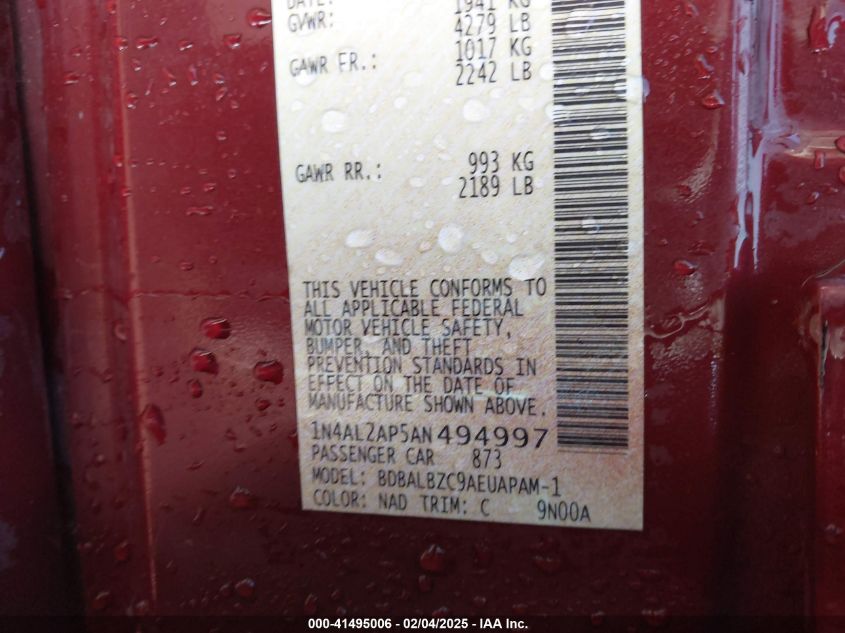 1941 KG
GVWR: 4279 LB
1017 KG
GAWR FR.: 2242 LB
993 KG
GAWR RR.: 2189 LB
THIS VEHICLE CONFORMS TO
ALL APPLICABLE FEDERAL
MOTOR VEHICLE SAFETY,
BUMPER, AND THEFT
PREVENTION STANDARDS IN
EFFECT ON THE DATE OF
MANUFACTURE SHOWN ABOVE.
1N4AL2AP5AN494997
PASSENGER CAR 873
MODEL: BDBALBZC9AEUAPAM-1
COLOR: NAD TRIM: C 9N00A
000-41495006 - 02/04/2025 - IAA Inc.